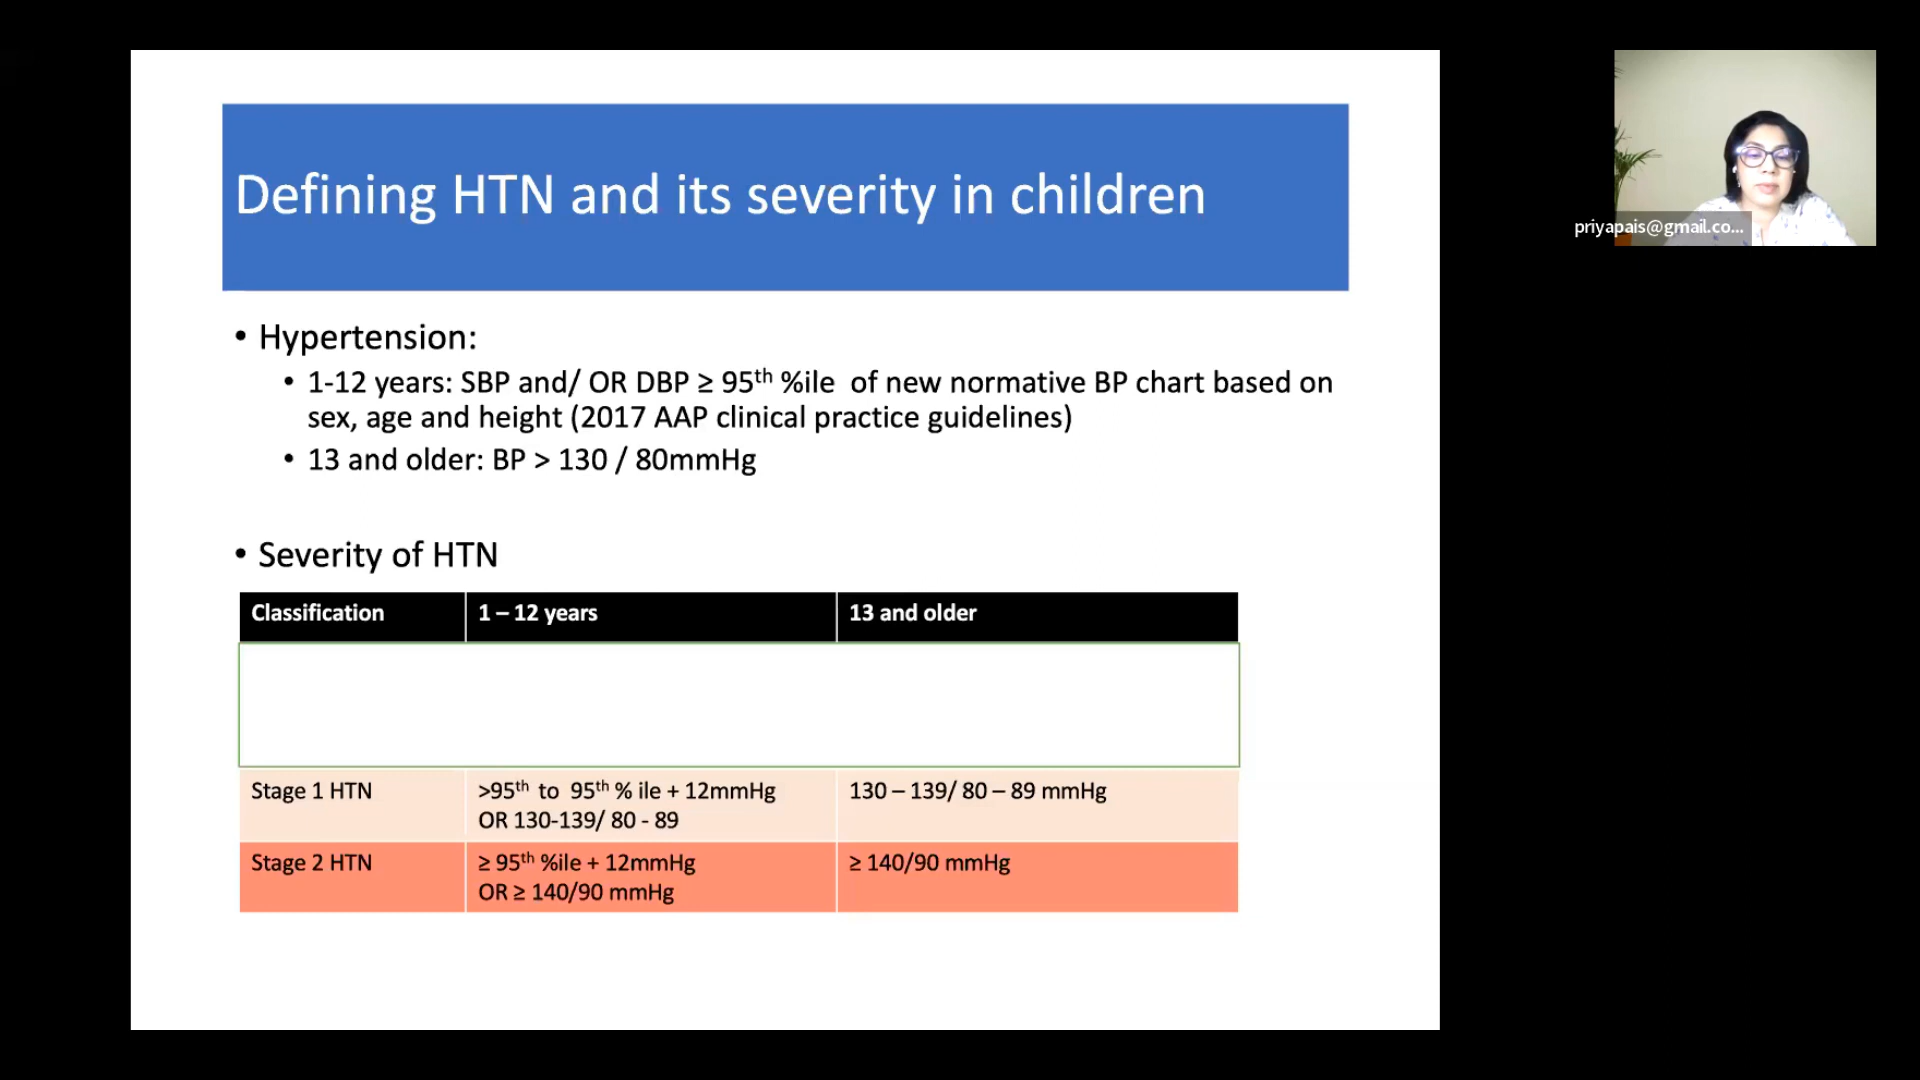 Defining HTN and its severity in children
priyapais@gmail.co...
• Hypertension:
• 1-12 years: SBP and/ OR DBP ≥ 95th %ile of new normative BP chart based on
sex, age and height (2017 AAP clinical practice guidelines)
• 13 and older: BP > 130 / 80mmHg
• Severity of HTN
Classification 1 – 12 years 13 and older
Stage 1 HTN >95th to 95th % ile + 12mmHg 130 – 139/ 80 – 89 mmHg
OR 130-139/ 80 - 89
Stage 2 HTN ≥ 95th %ile + 12mmHg ≥ 140/90 mmHg
OR ≥ 140/90 mmHg